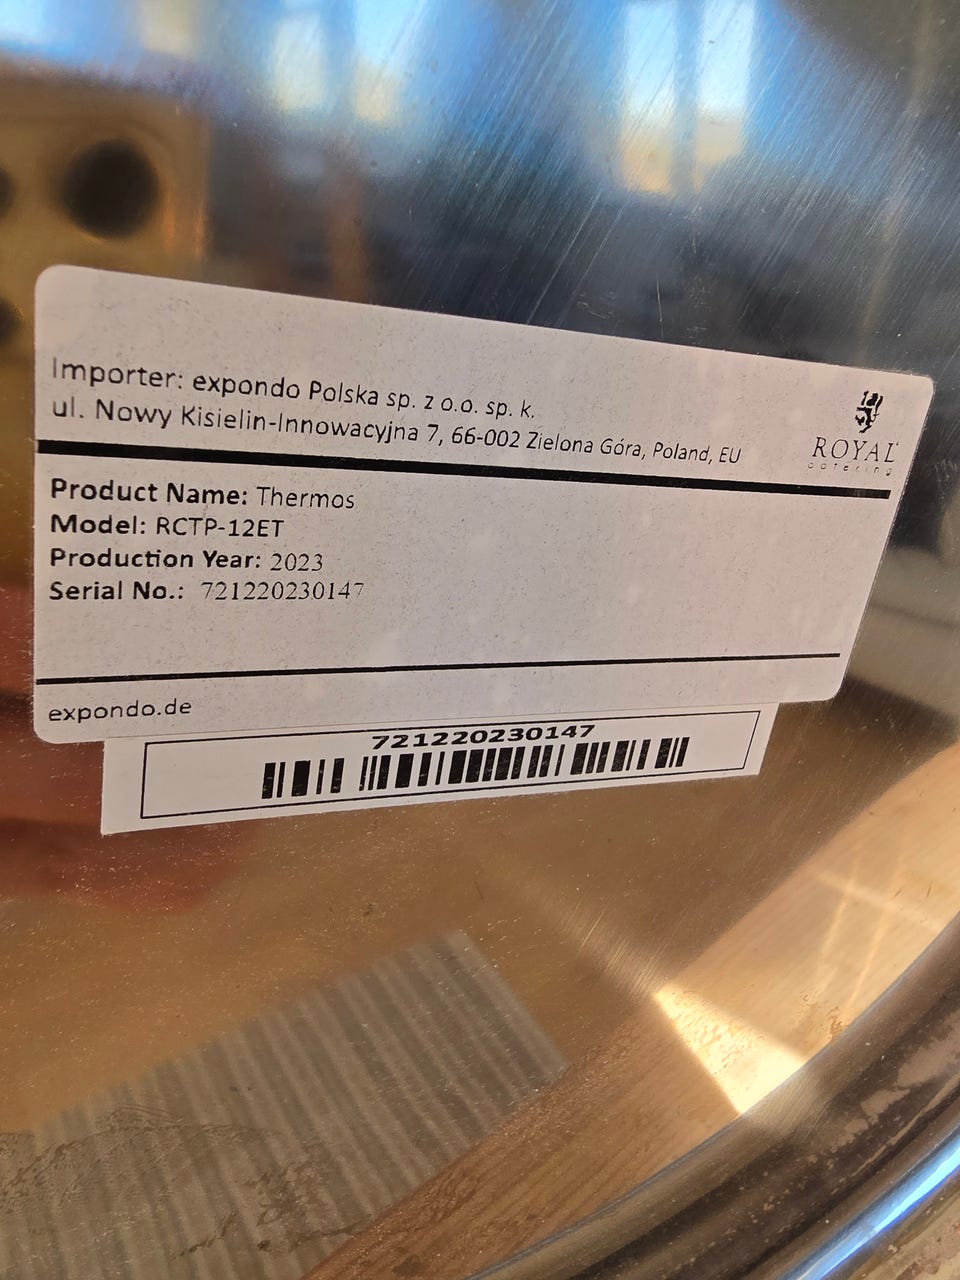 Importer: expondo Polska sp. z o.o. sp. k.
ul. Nowy Kisielin-Innowacyjna 7, 66-002 Zielona Góra, Poland, EU
ROYAL
catering
Product Name: Thermos
Model: RCTP-12ET
Production Year: 2023
Serial No.: 721220230147
expondo.de
721220230147